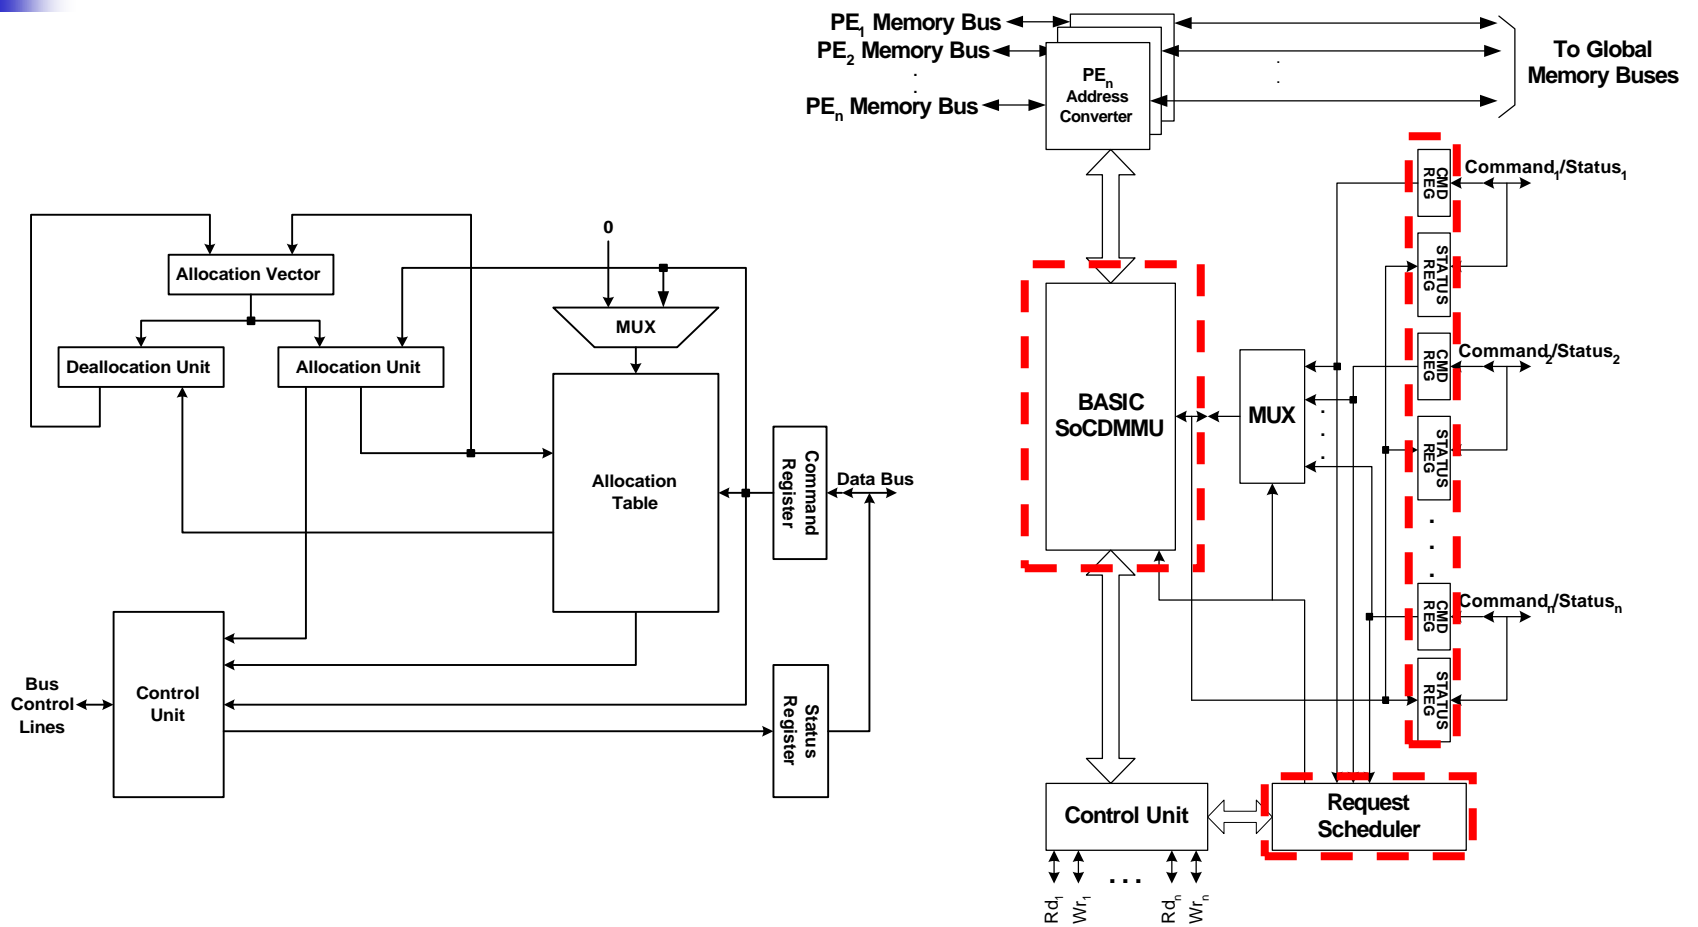 0
Allocation Vector
MUX
Deallocation Unit
Allocation Unit
Allocation
Table
Command
Register
Data Bus
Bus
Control
Lines
Control
Unit
Status
Register
PE1 Memory Bus
PE2 Memory Bus
.
.
PEn Memory Bus
PEn
Address
Converter
.
.
To Global
Memory Buses
CMD
REG
Command1/Status1
STATUS
REG
CMD
REG
Command2/Status2
STATUS
REG
.
.
.
CMD
REG
Commandn/Statusn
STATUS
REG
BASIC
SoCDMMU
MUX
.
.
.
Control Unit
Request
Scheduler
Rd1
Wr1
. . .
Rdn
Wrn